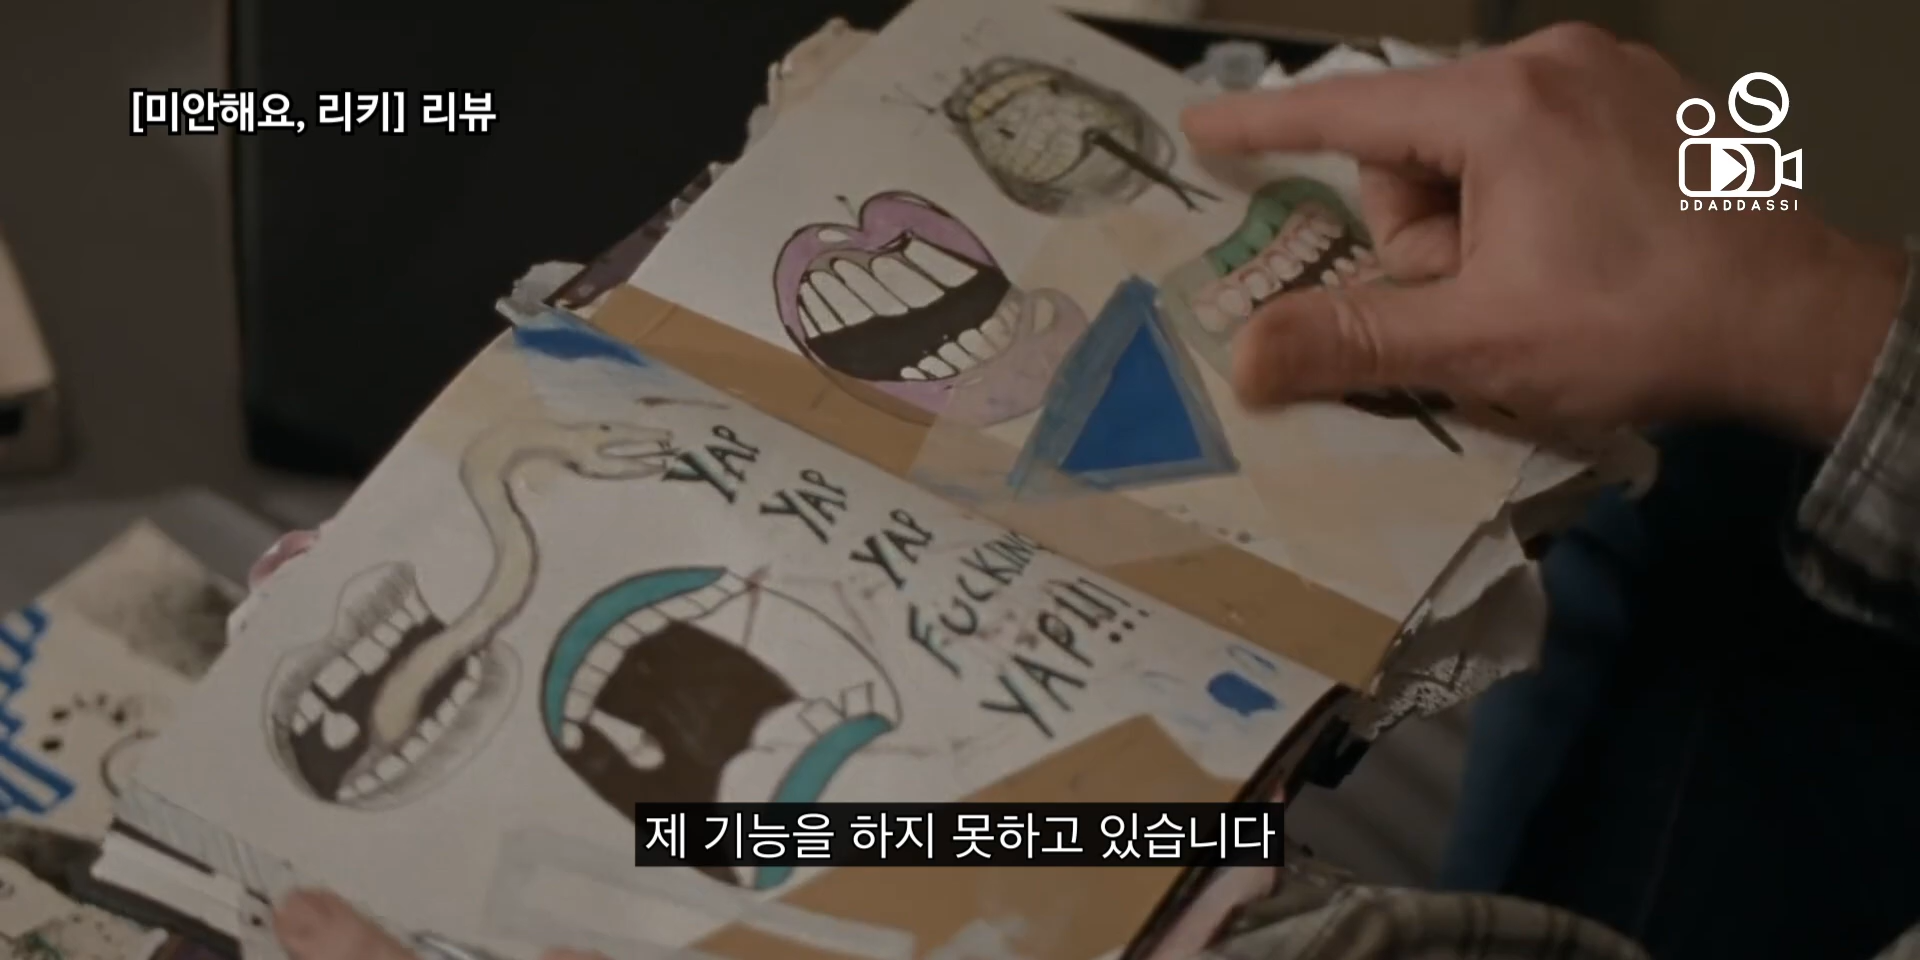 [미안해요, 리키] 리뷰
DDADDASSI
YAP
YAP
YAP
FUCKING
YAP!!!
제 기능을 하지 못하고 있습니다